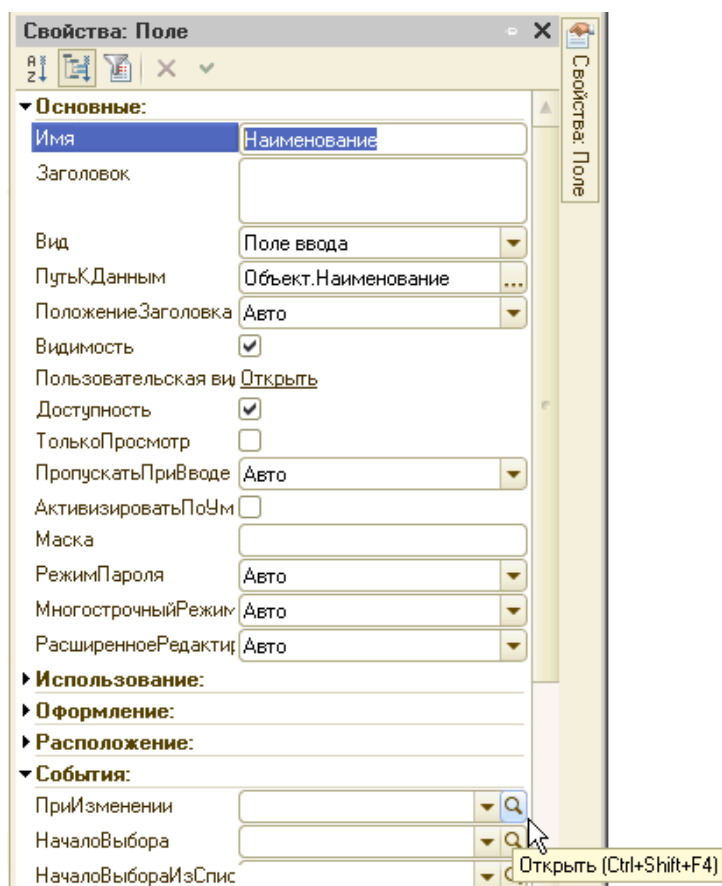 Свойства: Поле
Свойства: Поле
Основные:
Имя Наименование
Заголовок
Вид Поле ввода
ПутьКДанным Объект.Наименование ...
ПоложениеЗаголовка Авто
Видимость
Пользовательская ви Открыть
Доступность
ТолькоПросмотр
ПропускатьПриВводе Авто
АктивизироватьПоУм
Маска
РежимПароля Авто
МногострочныйРежим Авто
РасширенноеРедактир Авто
Использование:
Оформление:
Расположение:
События:
ПриИзменении
НачалоВыбора
Открыть (Ctrl+Shift+F4)
НачалоВыбораИзСпис